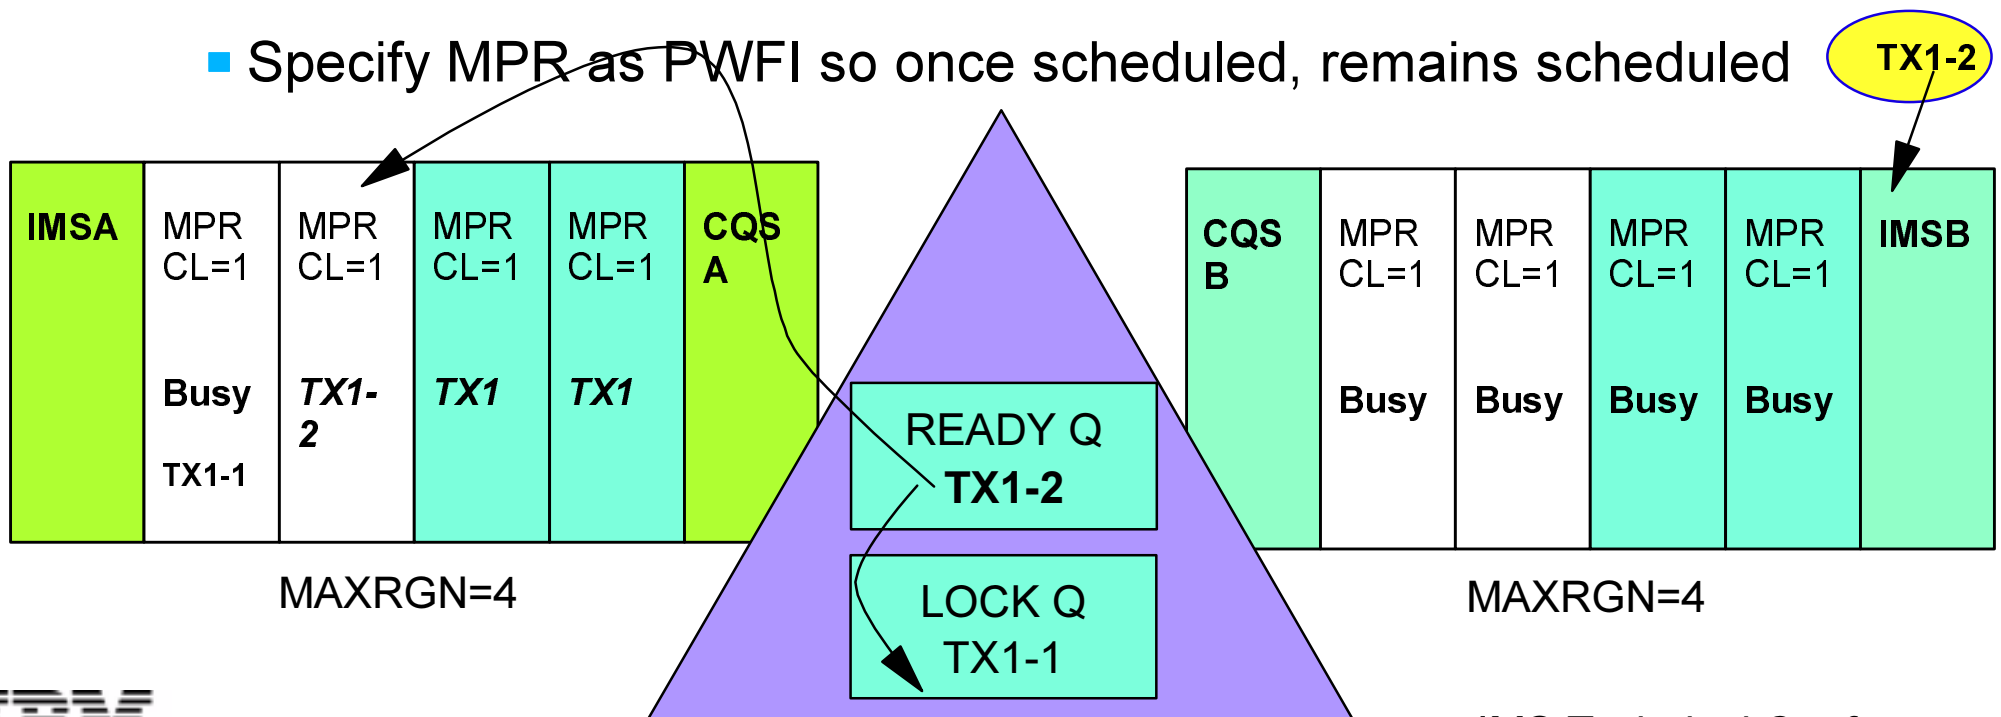 Specify MPR as PWFI so once scheduled, remains scheduled
TX1-2
IMSA
MPR
CL=1
Busy
TX1-1
MPR
CL=1
TX1-
2
MPR
CL=1
TX1
MPR
CL=1
TX1
CQS
A
MAXRGN=4
READY Q
TX1-2
LOCK Q
TX1-1
CQS
B
MPR
CL=1
Busy
MPR
CL=1
Busy
MPR
CL=1
Busy
MPR
CL=1
Busy
IMSB
MAXRGN=4